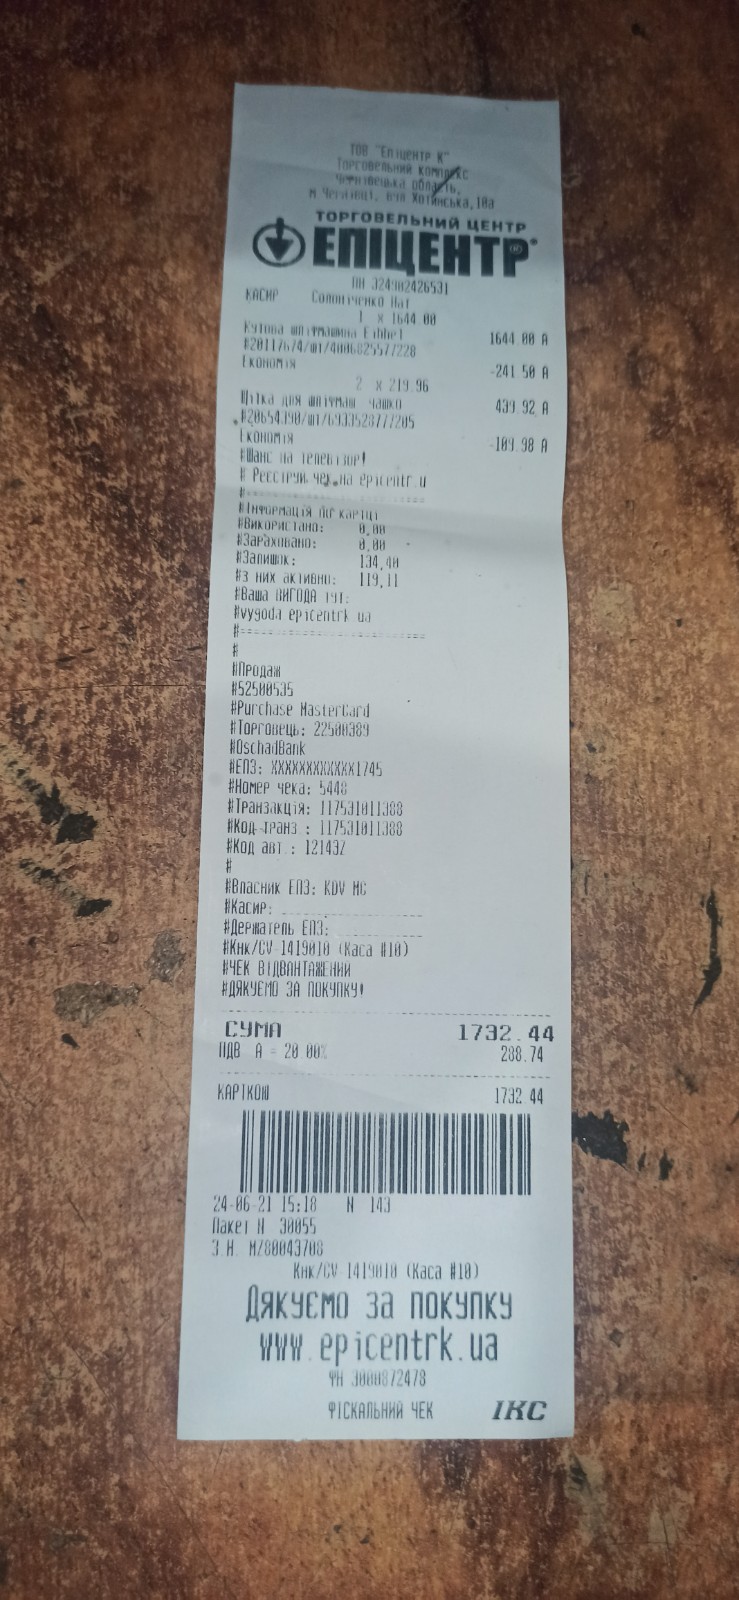 ТОВ "Епіцентр К"
Торговельний комплекс
Чернівецька область,
м Чернівці, вул Хотинська,10а
ТОРГОВЕЛЬНИЙ ЦЕНТР
ЕПІЦЕНТР®
ПН 324902426531
КАСИР Солоніченко Нат
1 x 1644.00
Кутова шліфмашина Einhel 1644.00 А
#20117674/шт/4006825577228
Економія -241.50 А
2 x 219.96
Щітка для шліфмаш. чашко 439.92 А
#20654390/шт/6933528777205
Економія -109.98 А
#Шанс на телевізор!
# Реєструй чек на epicentr.u
#------------------------
#Інформація по картці
#Використано: 0,00
#Зараховано: 0,00
#Залишок: 134,40
#З них активно: 119,11
#Ваша ВИГОДА тут:
#vygoda epicentrk ua
#========================
#
#Продаж
#52500535
#Purchase MasterCard
#Торговець: 22500389
#OschadBank
#ЕПЗ: XXXXXXXXXXXX1745
#Номер чека: 5448
#Транзакція: 117531011388
#Код транз : 117531011388
#Код авт.: 121437
#
#Власник ЕПЗ: KDV MC
#Касир: ____________________
#Держатель ЕПЗ: _____________
#Кнк/CV 1419010 (Каса #10)
#ЧЕК ВІДВАНТАЖЕНИЙ
#ДЯКУЄМО ЗА ПОКУПКУ!
СУМА 1732.44
ПДВ А = 20.00% 288.74
КАРТКОЮ 1732.44
24-06-21 15:18 N 143
Пакет N 30055
З.Н. MZ80043708
Кнк/CV 1419010 (Каса #10)
Дякуємо за покупку
www.epicentrk.ua
ФН 3000872478
ФІСКАЛЬНИЙ ЧЕК ІКС